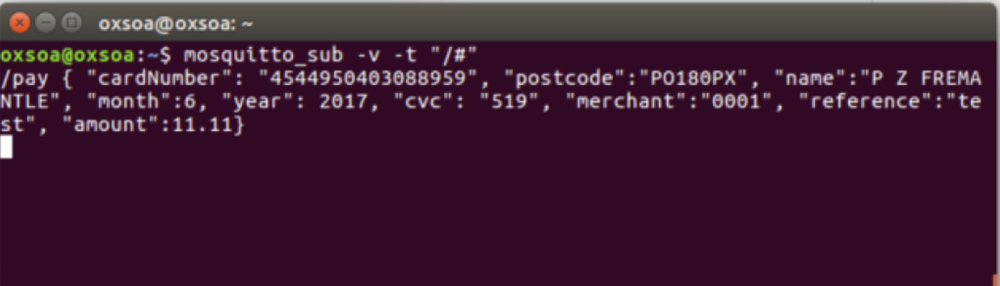 oxsoa@oxsoa: ~
oxsoa@oxsoa:~$ mosquitto_sub -v -t "/#"
/pay { "cardNumber": "4544950403088959", "postcode":"PO180PX", "name":"P Z FREMA
NTLE", "month":6, "year": 2017, "cvc": "519", "merchant":"0001", "reference":"te
st", "amount":11.11}